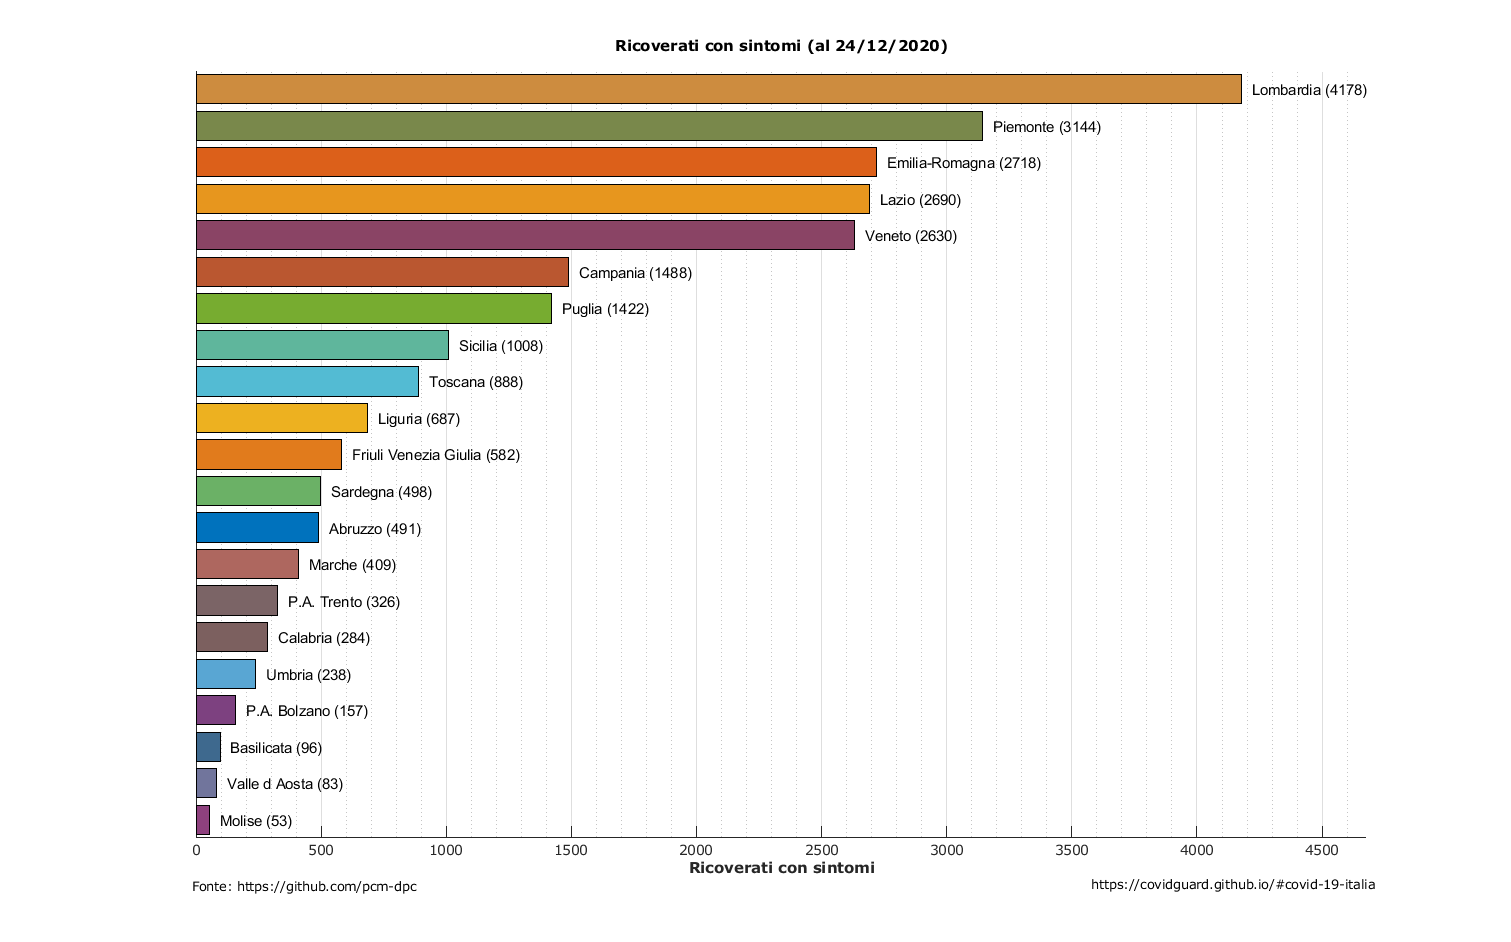 Ricoverati con sintomi (al 24/12/2020)
Lombardia (4178)
Piemonte (3144)
Emilia-Romagna (2718)
Lazio (2690)
Veneto (2630)
Campania (1488)
Puglia (1422)
Sicilia (1008)
Toscana (888)
Liguria (687)
Friuli Venezia Giulia (582)
Sardegna (498)
Abruzzo (491)
Marche (409)
P.A. Trento (326)
Calabria (284)
Umbria (238)
P.A. Bolzano (157)
Basilicata (96)
Valle d Aosta (83)
Molise (53)
0 500 1000 1500 2000 2500 3000 3500 4000 4500
Ricoverati con sintomi
Fonte: https://github.com/pcm-dpc
https://covidguard.github.io/#covid-19-italia